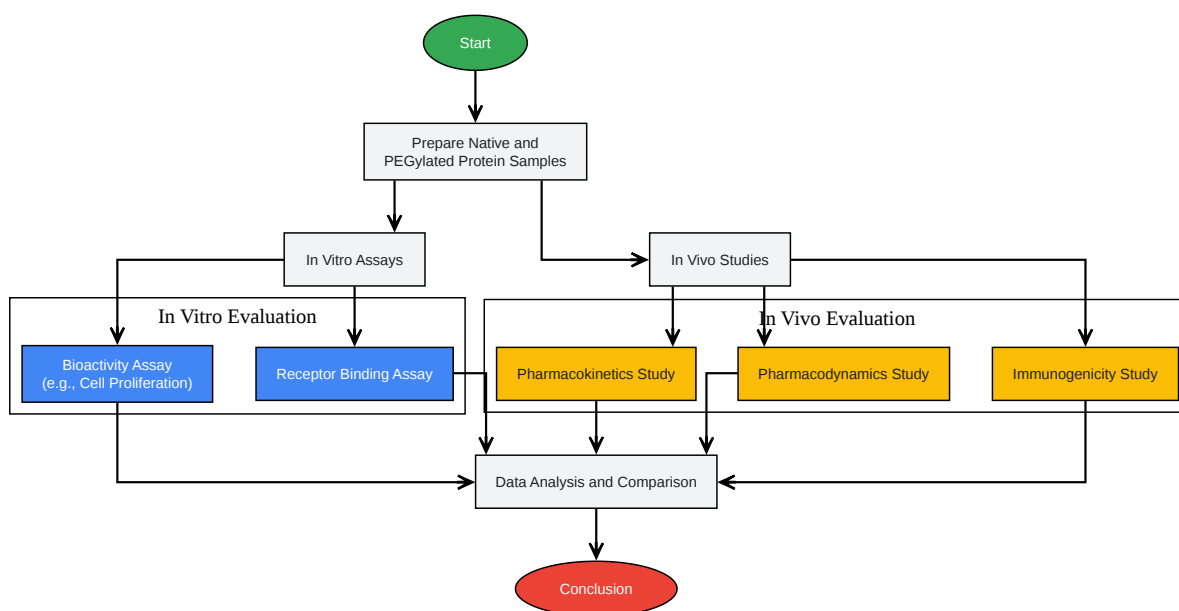 Start
Prepare Native and
PEGylated Protein Samples
In Vitro Assays
In Vivo Studies
In Vitro Evaluation
In Vivo Evaluation
Bioactivity Assay
(e.g., Cell Proliferation)
Receptor Binding Assay
Pharmacokinetics Study
Pharmacodynamics Study
Immunogenicity Study
Data Analysis and Comparison
Conclusion